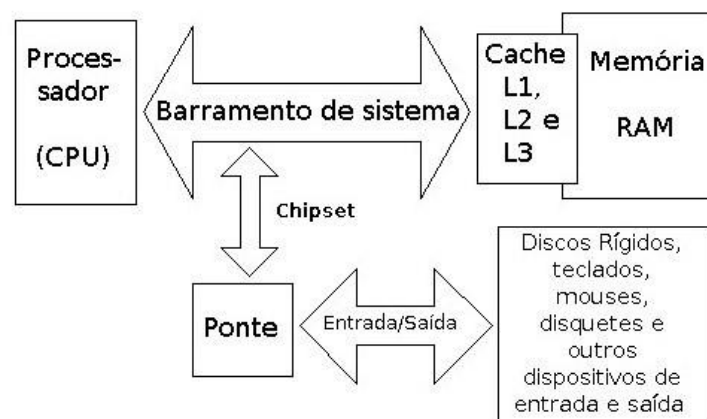 Proces-
sador
(CPU)
Barramento de sistema
Cache
L1,
L2 e
L3
Memória
RAM
Chipset
Ponte
Entrada/Saída
Discos Rígidos,
teclados,
mouses,
disquetes e
outros
dispositivos de
entrada e saída